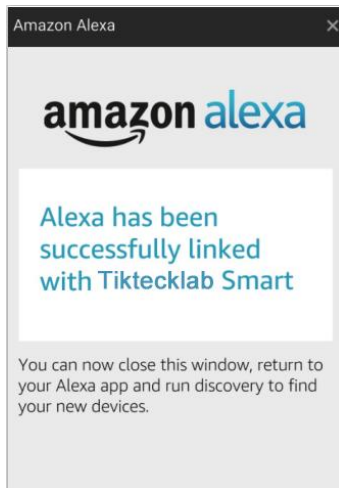 Amazon Alexa ×
amazon alexa
Alexa has been
successfully linked
with Tiktecklab Smart
You can now close this window, return to
your Alexa app and run discovery to find
your new devices.